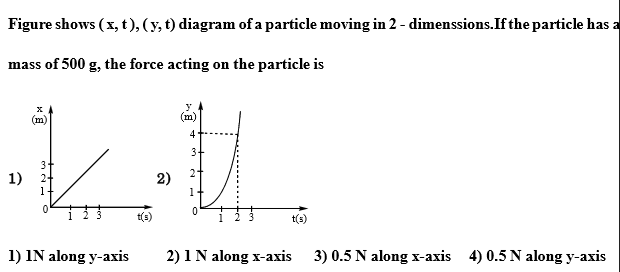 Figure shows ( x, t ), ( y, t) diagram of a particle moving in 2 - dimenssions.If the particle has a
mass of 500 g, the force acting on the particle is
x
(m)
3
1) 2
1
0
1 2 3 t(s)
y
(m)
4
3
2) 2
1
0
1 2 3 t(s)
1) 1N along y-axis 2) 1 N along x-axis 3) 0.5 N along x-axis 4) 0.5 N along y-axis